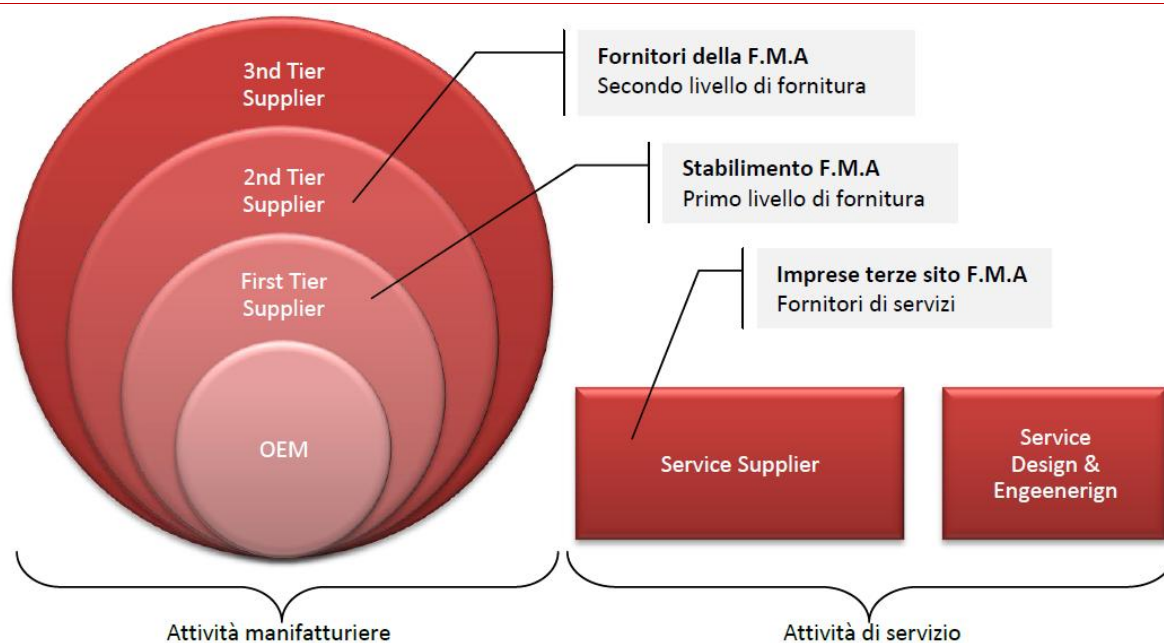 3nd Tier
Supplier
2nd Tier
Supplier
First Tier
Supplier
OEM
Fornitori della F.M.A
Secondo livello di fornitura
Stabilimento F.M.A
Primo livello di fornitura
Imprese terze sito F.M.A
Fornitori di servizi
Service Supplier
Service
Design &
Engeenerign
Attività manifatturiere
Attività di servizio